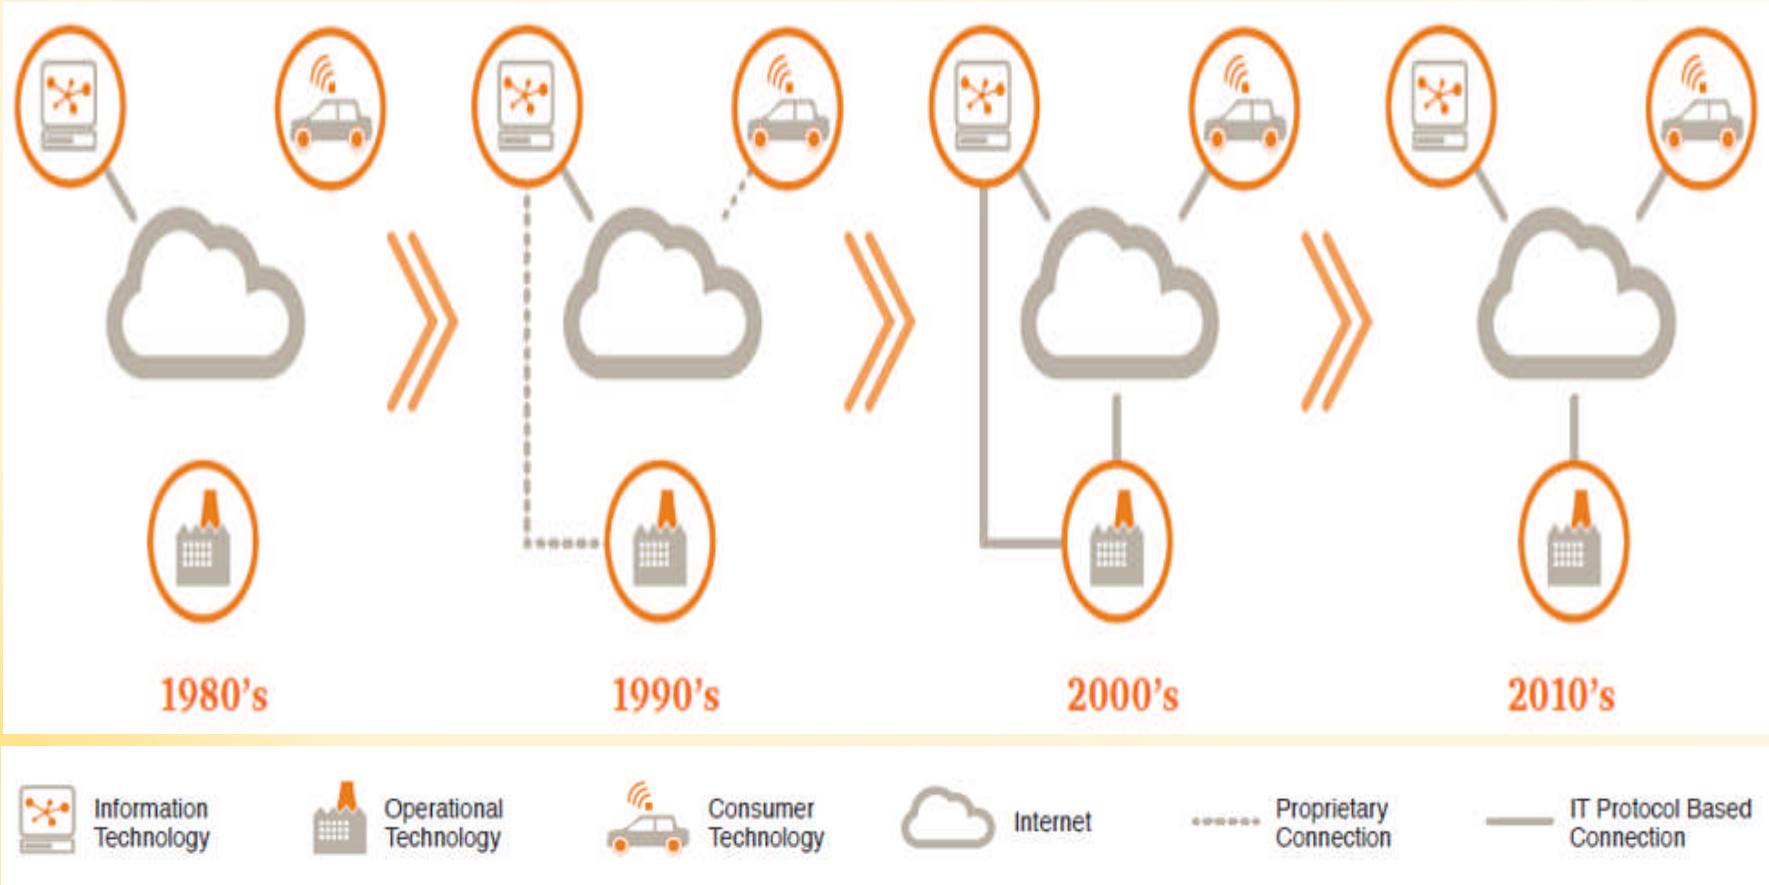 1980’s
1990’s
2000’s
2010’s
Information
Technology
Operational
Technology
Consumer
Technology
Internet
Proprietary
Connection
IT Protocol Based
Connection